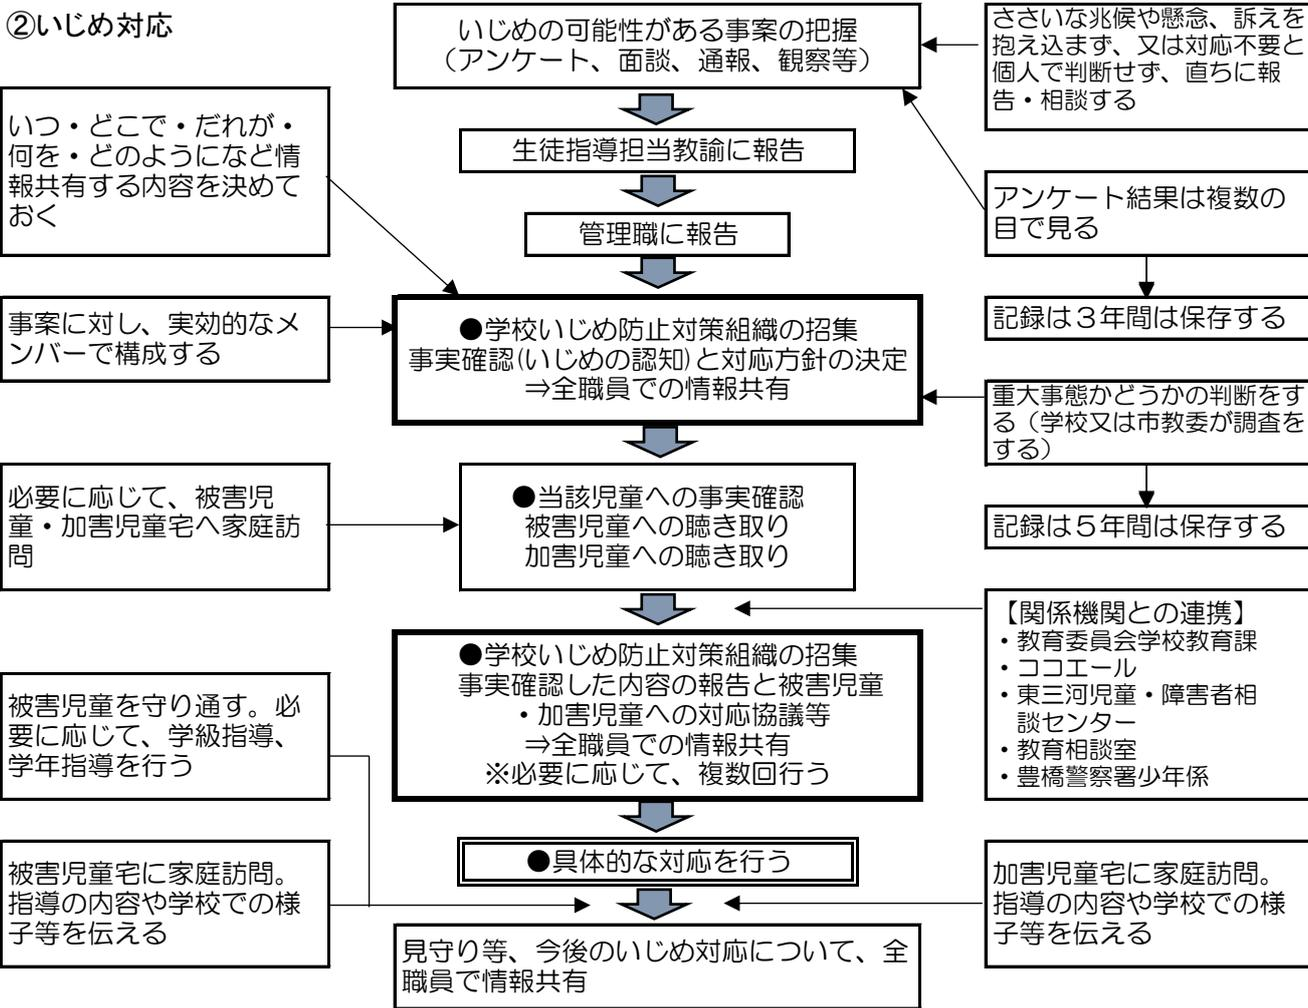 ②いじめ対応
いじめの可能性がある事案の把握
（アンケート、面談、通報、観察等）
ささいな兆候や懸念、訴えを
抱え込まず、又は対応不要と
個人で判断せず、直ちに報
告・相談する
いつ・どこで・だれが・
何を・どのようになど情
報共有する内容を決めて
おく
生徒指導担当教諭に報告
アンケート結果は複数の
目で見る
管理職に報告
記録は３年間は保存する
事案に対し、実効的なメ
ンバーで構成する
●学校いじめ防止対策組織の招集
事実確認(いじめの認知)と対応方針の決定
⇒全職員での情報共有
重大事態かどうかの判断をす
る（学校又は市教委が調査を
する）
必要に応じて、被害児
童・加害児童宅へ家庭訪
問
●当該児童への事実確認
被害児童への聴き取り
加害児童への聴き取り
記録は５年間は保存する
【関係機関との連携】
・教育委員会学校教育課
・ココエール
・東三河児童・障害者相
談センター
・教育相談室
・豊橋警察署少年係
●学校いじめ防止対策組織の招集
事実確認した内容の報告と被害児童
・加害児童への対応協議等
⇒全職員での情報共有
※必要に応じて、複数回行う
被害児童を守り通す。必
要に応じて、学級指導、
学年指導を行う
●具体的な対応を行う
被害児童宅に家庭訪問。
指導の内容や学校での様
子等を伝える
加害児童宅に家庭訪問。
指導の内容や学校での様
子等を伝える
見守り等、今後のいじめ対応について、全
職員で情報共有